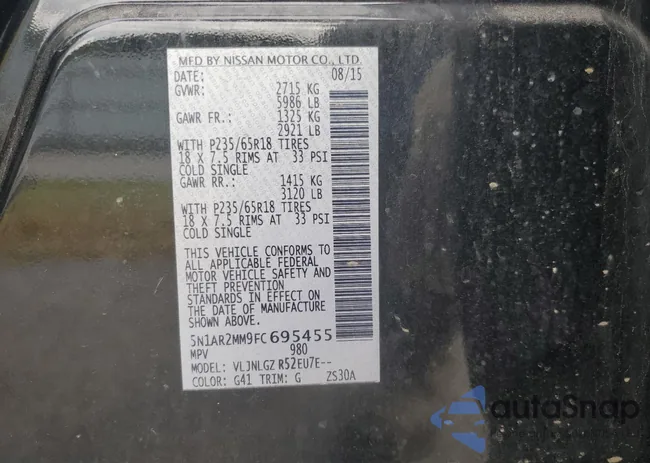 MFD BY NISSAN MOTOR CO., LTD.
DATE: 08/15
GVWR: 2715 KG
5986 LB
GAWR FR.: 1325 KG
2921 LB
WITH P235/65R18 TIRES
18 X 7.5 RIMS AT 33 PSI
COLD SINGLE
GAWR RR.: 1415 KG
3120 LB
WITH P235/65R18 TIRES
18 X 7.5 RIMS AT 33 PSI
COLD SINGLE
THIS VEHICLE CONFORMS TO
ALL APPLICABLE FEDERAL
MOTOR VEHICLE SAFETY AND
THEFT PREVENTION
STANDARDS IN EFFECT ON
THE DATE OF MANUFACTURE
SHOWN ABOVE.
5N1AR2MM9FC695455
MPV 980
MODEL: VLJNLGZ R52EU7E--
COLOR: G41 TRIM: G ZS30A
autoSnap